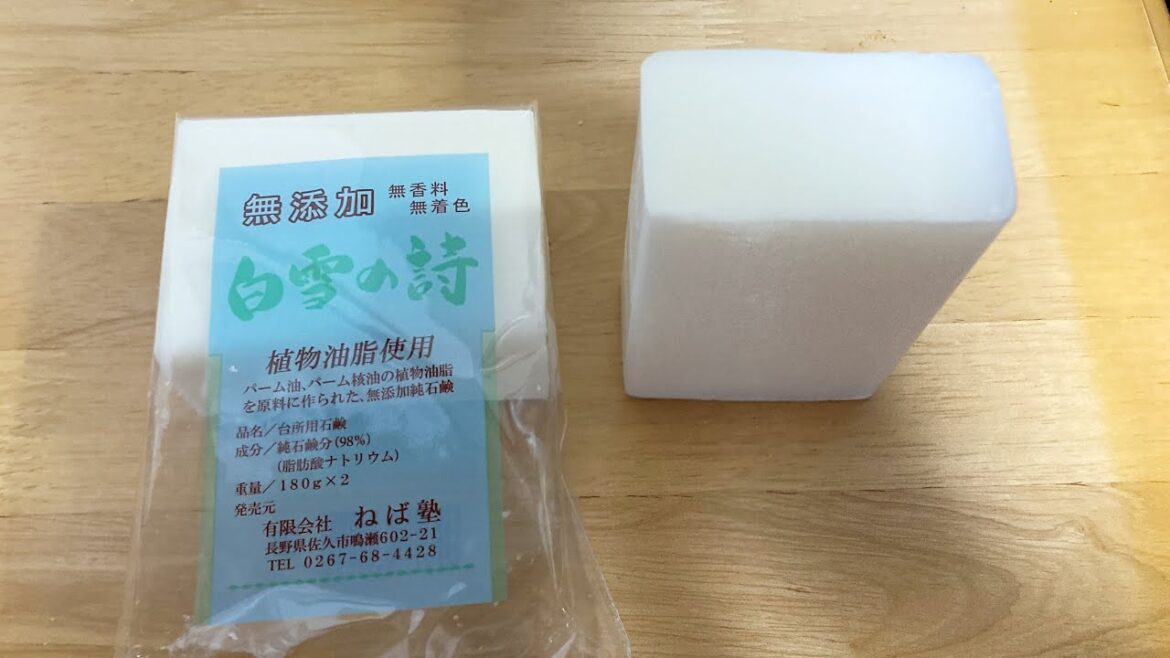 無添加 無香料
無着色
白雪の詩
植物油脂使用
パーム油、パーム核油の植物油脂
を原料に作られた、無添加純石鹸
品名／台所用石鹸
成分／純石鹸分(98%)
(脂肪酸ナトリウム)
重量／180g×2
発売元
有限会社 ねば塾
長野県佐久市鳴瀬602-21
TEL 0267-68-4428